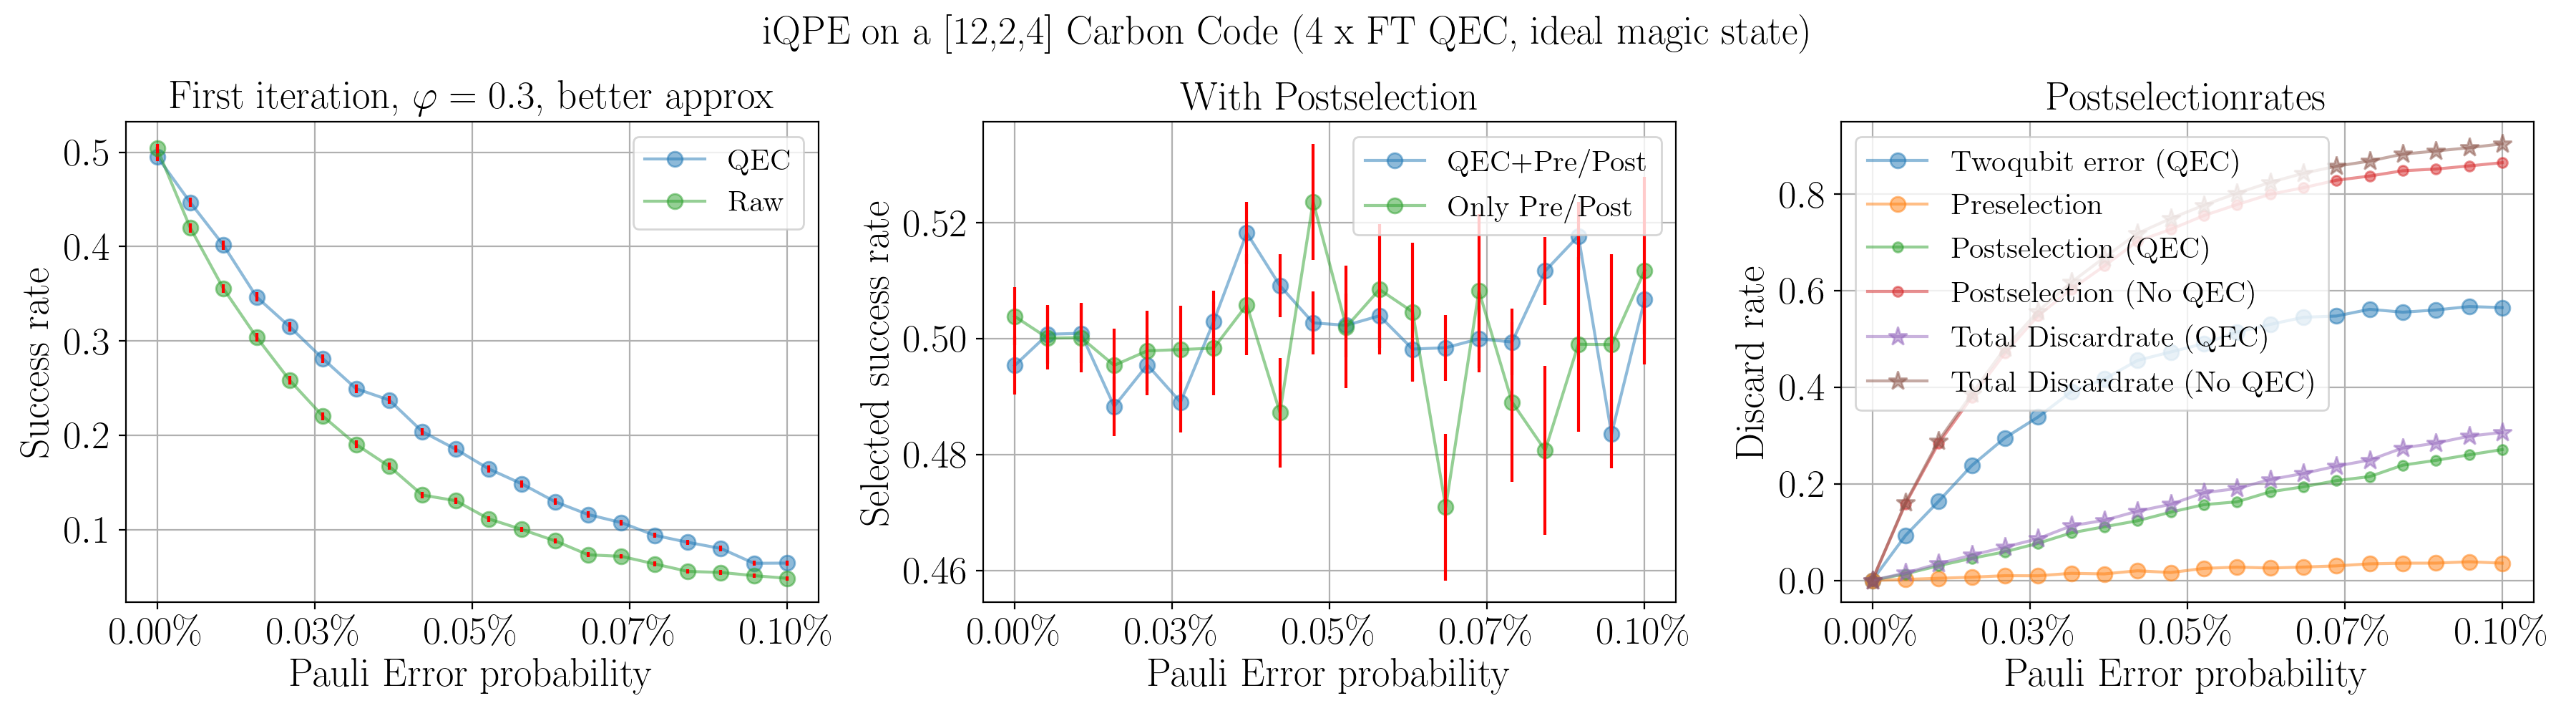 iQPE on a [12,2,4] Carbon Code (4 x FT QEC, ideal magic state)
First iteration, φ = 0.3, better approx
Success rate
0.5
0.4
0.3
0.2
0.1
QEC
Raw
0.00%
0.03%
0.05%
0.07%
0.10%
Pauli Error probability
With Postselection
Selected success rate
0.52
0.50
0.48
0.46
QEC+Pre/Post
Only Pre/Post
0.00%
0.03%
0.05%
0.07%
0.10%
Pauli Error probability
Postselectionrates
Discard rate
0.8
0.6
0.4
0.2
0.0
Twoqubit error (QEC)
Preselection
Postselection (QEC)
Postselection (No QEC)
Total Discardrate (QEC)
Total Discardrate (No QEC)
0.00%
0.03%
0.05%
0.07%
0.10%
Pauli Error probability